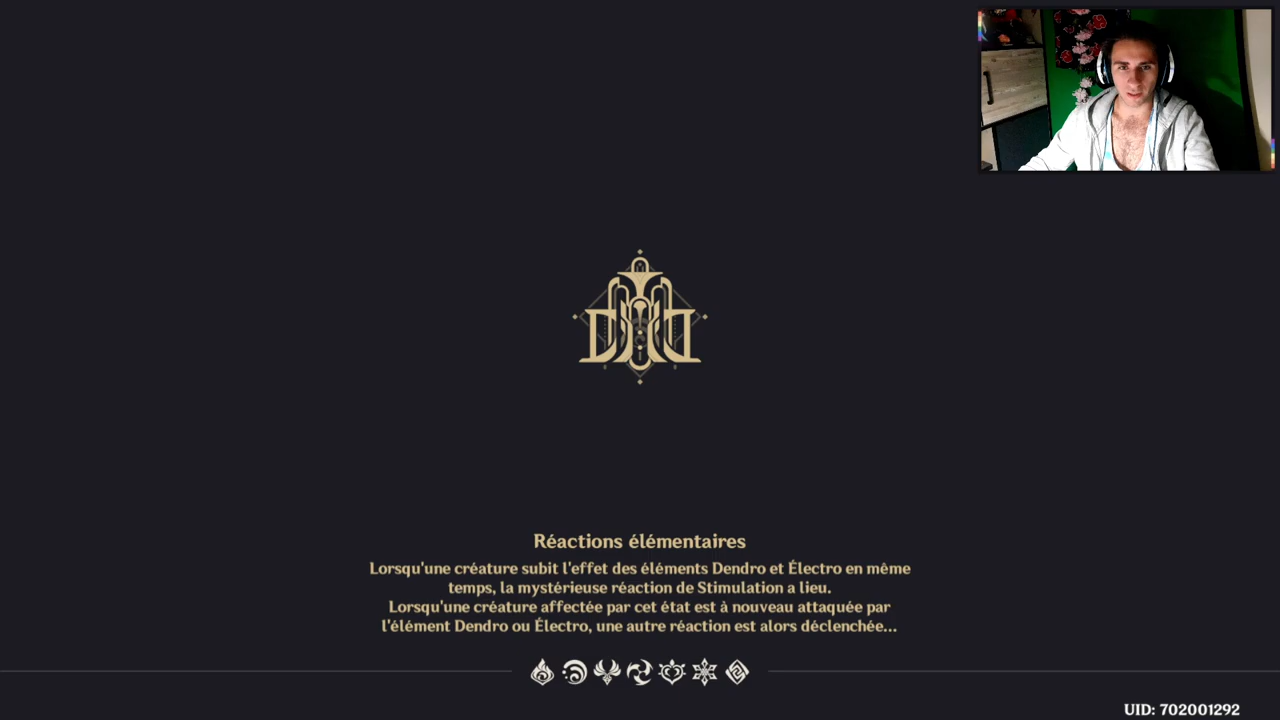 Réactions élémentaires
Lorsqu'une créature subit l'effet des éléments Dendro et Électro en même
temps, la mystérieuse réaction de Stimulation a lieu.
Lorsqu'une créature affectée par cet état est à nouveau attaquée par
l'élément Dendro ou Électro, une autre réaction est alors déclenchée...
UID: 702001292